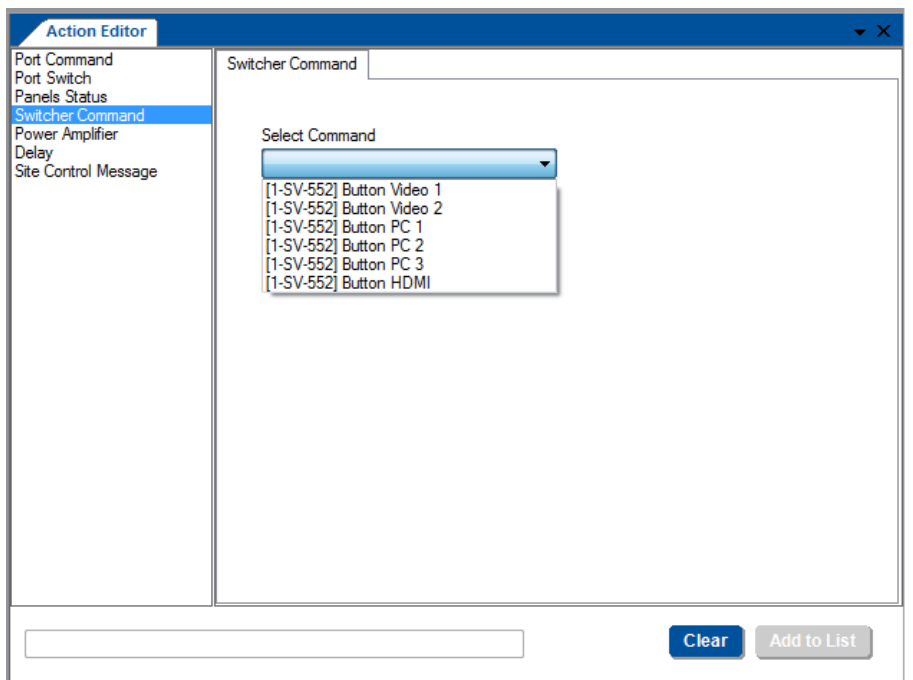 Action Editor
Port Command
Port Switch
Panels Status
Switcher Command
Power Amplifier
Delay
Site Control Message
Switcher Command
Select Command
[1-SV-552] Button Video 1
[1-SV-552] Button Video 2
[1-SV-552] Button PC 1
[1-SV-552] Button PC 2
[1-SV-552] Button PC 3
[1-SV-552] Button HDMI
Clear
Add to List